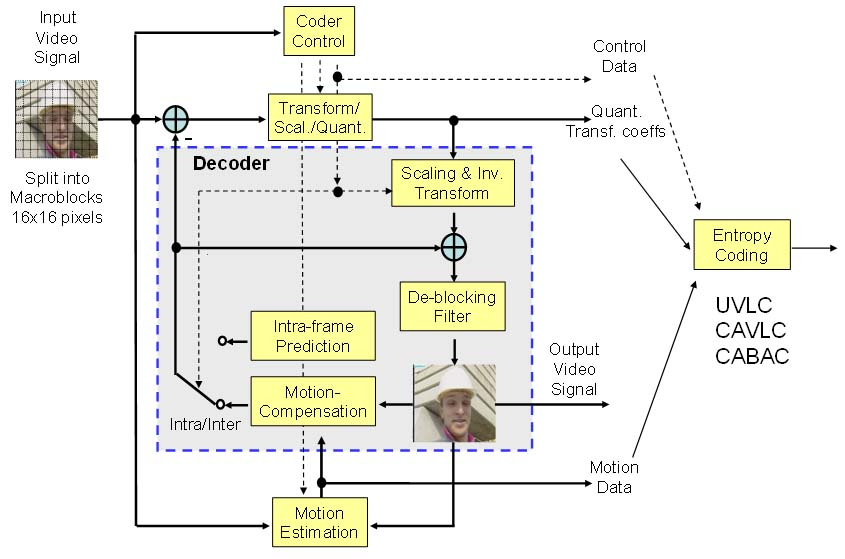 Input
Video
Signal
Split into
Macroblocks
16x16 pixels
Coder
Control
Transform/
Scal./Quant.
-
Decoder
Scaling & Inv.
Transform
De-blocking
Filter
Intra-frame
Prediction
Motion-
Compensation
Intra/Inter
Motion
Estimation
Control
Data
Quant.
Transf. coeffs
Output
Video
Signal
Motion
Data
Entropy
Coding
UVLC
CAVLC
CABAC